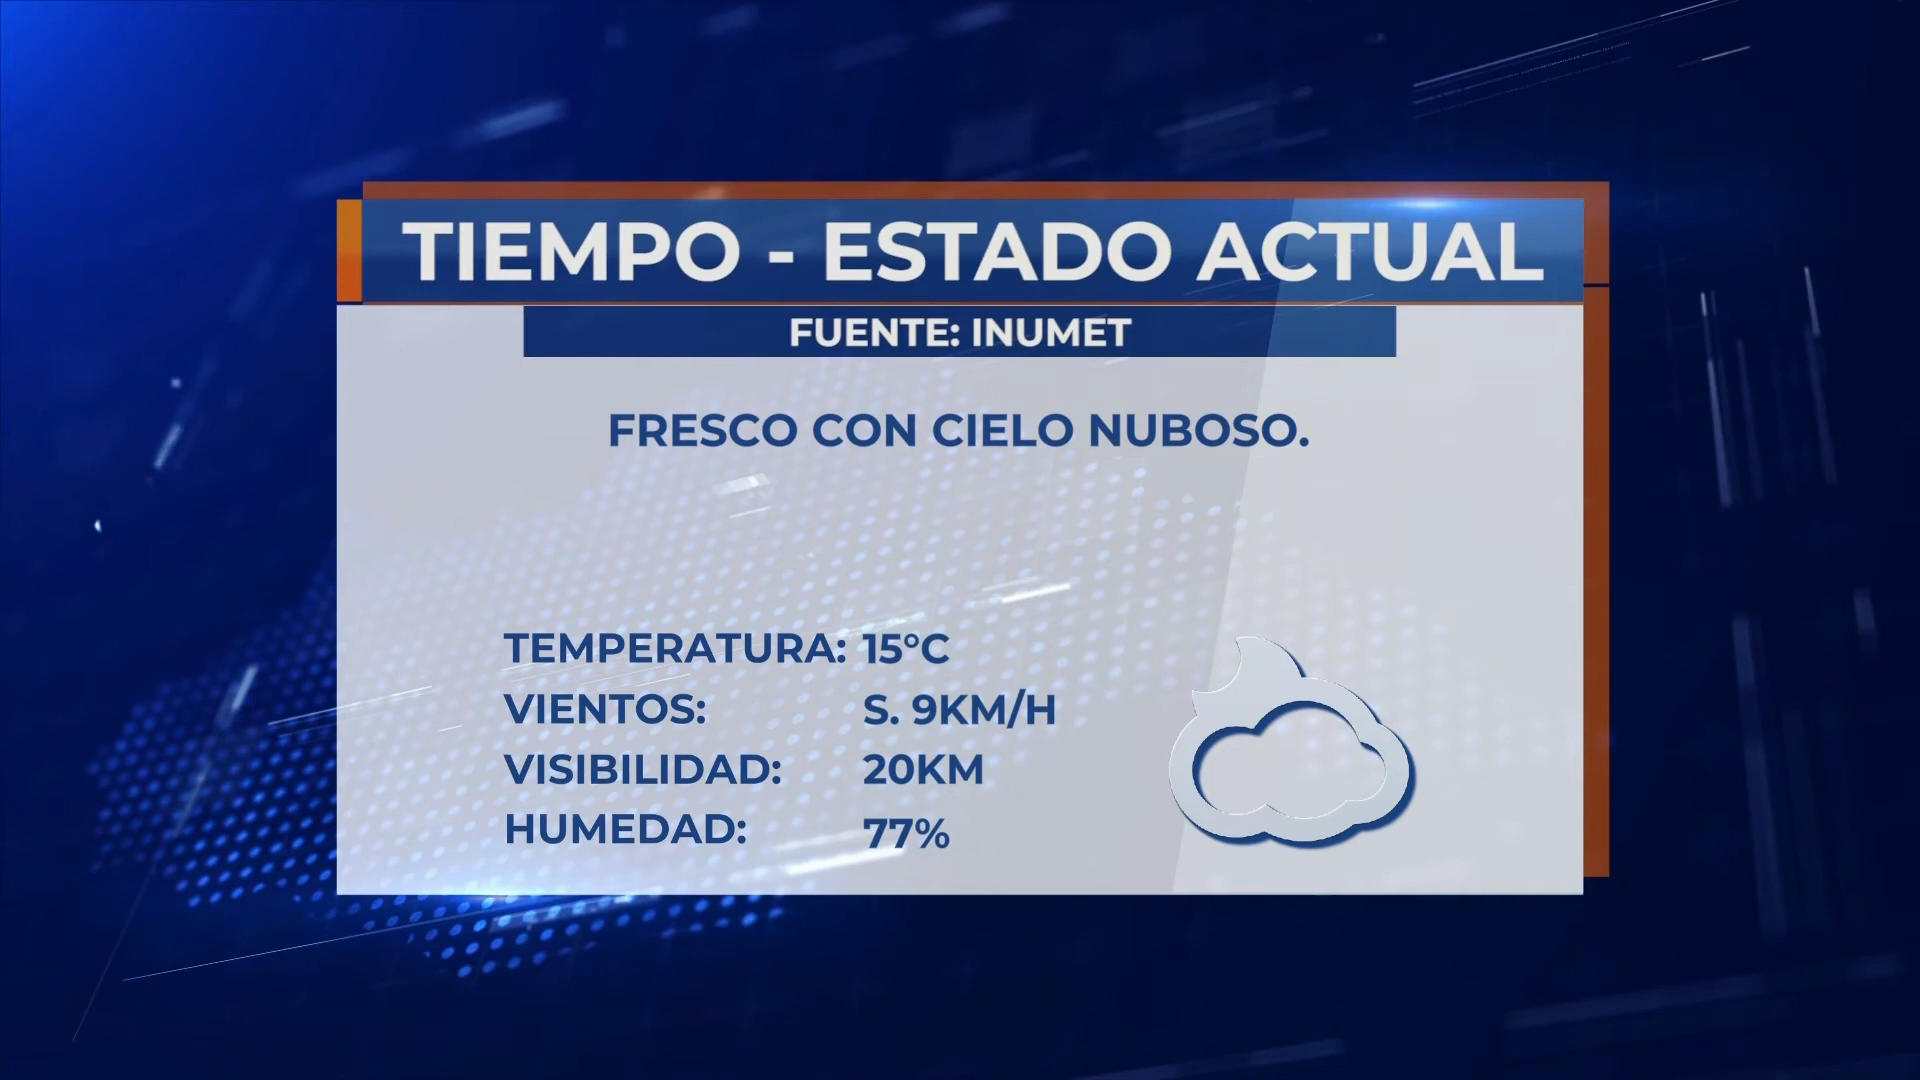 TIEMPO - ESTADO ACTUAL
FUENTE: INUMET
FRESCO CON CIELO NUBOSO.
TEMPERATURA: 15°C
VIENTOS: S. 9KM/H
VISIBILIDAD: 20KM
HUMEDAD: 77%